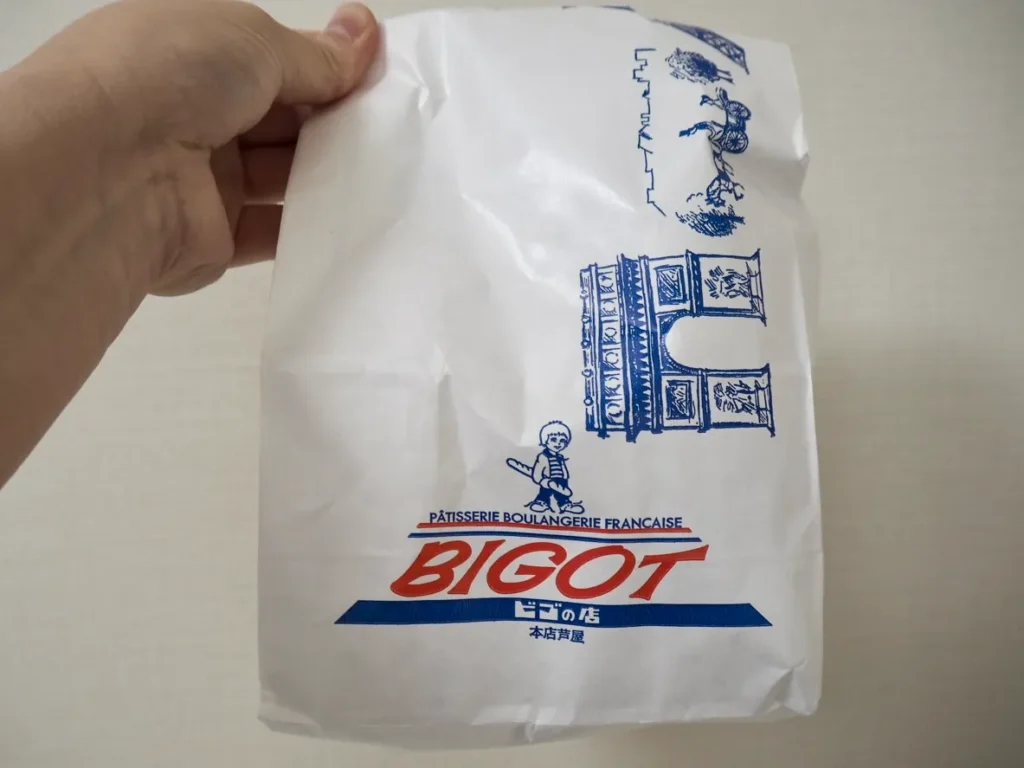 PÂTISSERIE BOULANGERIE FRANCAISE
BIGOT
ビゴの店
本店芦屋